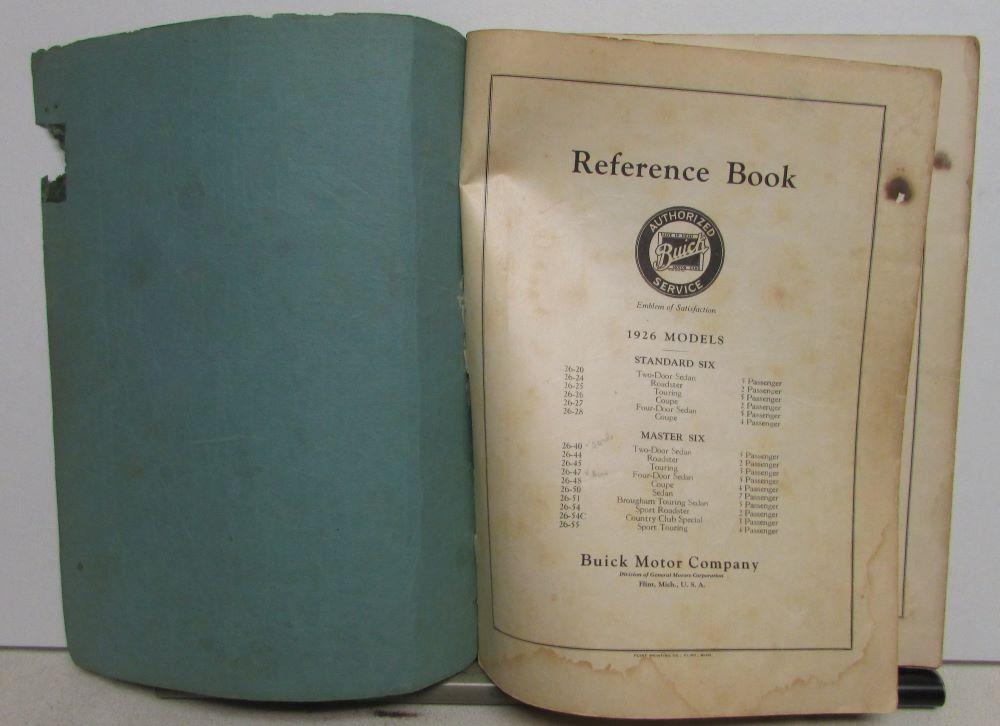 Reference Book
AUTHORIZED
Buick
SERVICE
Emblem of Satisfaction
1926 MODELS
STANDARD SIX
26-20 Two-Door Sedan 5 Passenger
26-24 Roadster 2 Passenger
26-25 Touring 5 Passenger
26-26 Coupe 2 Passenger
26-27 Four-Door Sedan 5 Passenger
26-28 Coupe 4 Passenger
MASTER SIX
26-40 Two-Door Sedan 5 Passenger
26-44 Roadster 2 Passenger
26-45 Touring 5 Passenger
26-47 Four-Door Sedan 5 Passenger
26-48 Coupe 4 Passenger
26-50 Sedan 7 Passenger
26-51 Brougham Touring Sedan 5 Passenger
26-54 Sport Roadster 2 Passenger
26-54C Country Club Special 3 Passenger
26-55 Sport Touring 4 Passenger
Buick Motor Company
Division of General Motors Corporation
Flint, Mich., U. S. A.
FLINT PRINTING CO., FLINT, MICH.